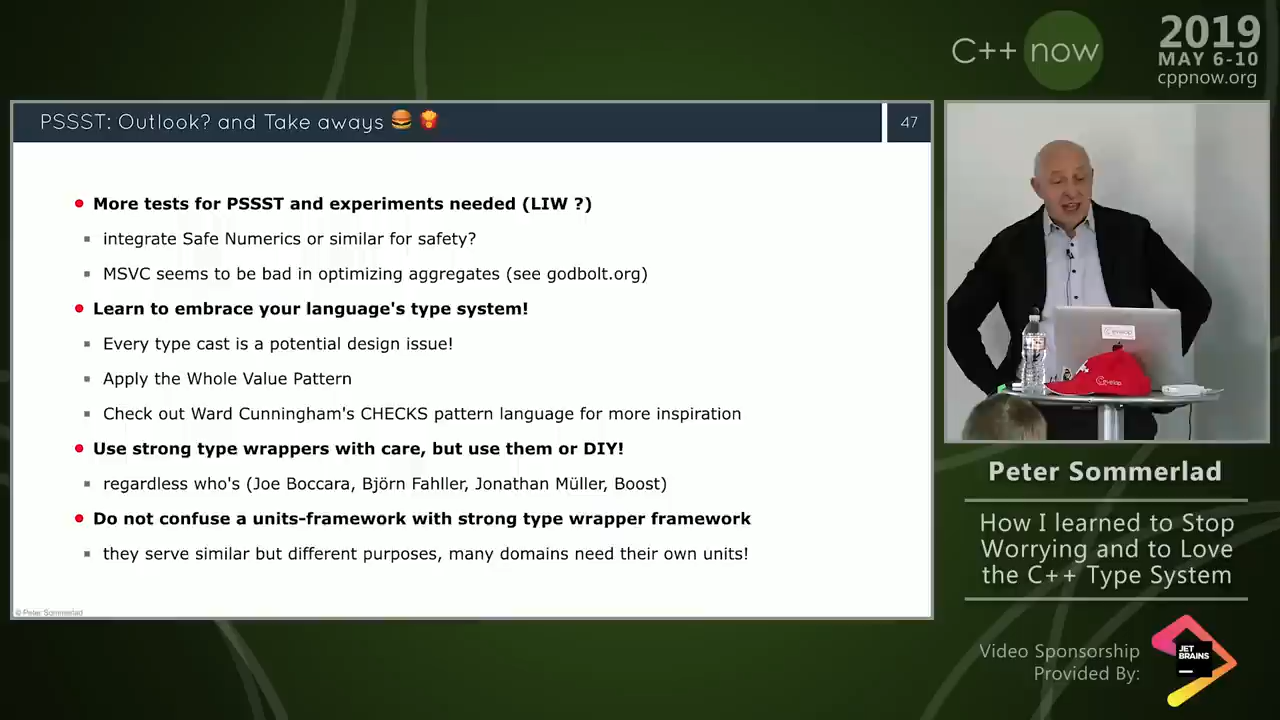 C++ now
2019
MAY 6-10
cppnow.org
PSSST: Outlook? and Take aways 🍔 🍟
47
More tests for PSSST and experiments needed (LIW ?)
integrate Safe Numerics or similar for safety?
MSVC seems to be bad in optimizing aggregates (see godbolt.org)
Learn to embrace your language's type system!
Every type cast is a potential design issue!
Apply the Whole Value Pattern
Check out Ward Cunningham's CHECKS pattern language for more inspiration
Use strong type wrappers with care, but use them or DIY!
regardless who's (Joe Boccara, Björn Fahller, Jonathan Müller, Boost)
Do not confuse a units-framework with strong type wrapper framework
they serve similar but different purposes, many domains need their own units!
© Peter Sommerlad
Peter Sommerlad
How I learned to Stop
Worrying and to Love
the C++ Type System
Video Sponsorship
Provided By:
JET
BRAINS